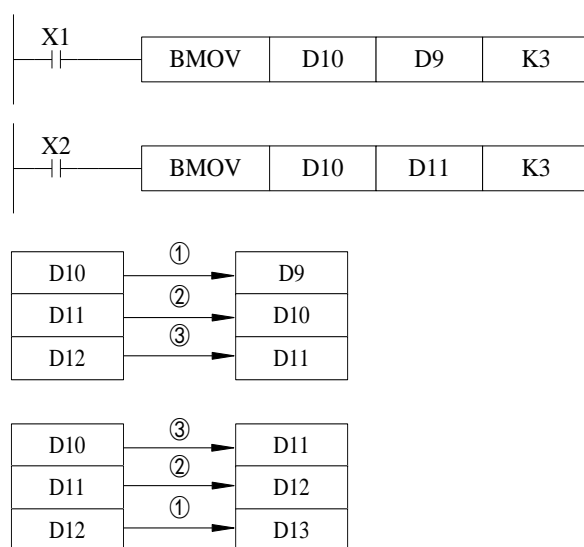 X1
BMOV D10 D9 K3
X2
BMOV D10 D11 K3
①
D10 D9
②
D11 D10
③
D12 D11
③
D10 D11
②
D11 D12
①
D12 D13